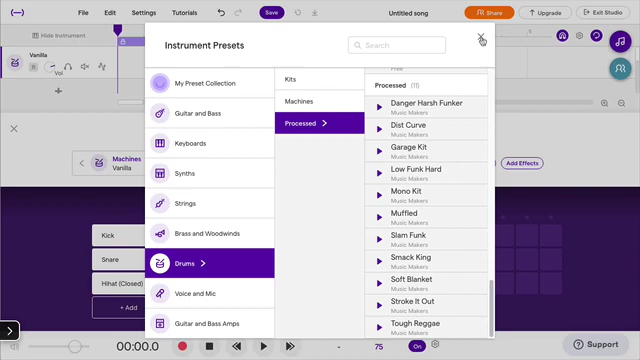 File
Edit
Settings
Tutorials
Save
Untitled song
Share
Upgrade
Exit Studio
Hide Instrument
1
Vanilla
R
Vol
Instrument Presets
Search
My Preset Collection
Guitar and Bass
Keyboards
Synths
Strings
Brass and Woodwinds
Drums
Voice and Mic
Guitar and Bass Amps
Kits
Machines
Processed
Free
Processed (11)
Danger Harsh Funker
Music Makers
Dist Curve
Music Makers
Garage Kit
Music Makers
Low Funk Hard
Music Makers
Mono Kit
Music Makers
Muffled
Music Makers
Slam Funk
Music Makers
Smack King
Music Makers
Soft Blanket
Music Makers
Stroke It Out
Music Makers
Tough Reggae
Music Makers
Machines
Vanilla
Add Effects
Kick
Snare
Hihat (Closed)
+ Add
00:00.0
-
75
On
Support